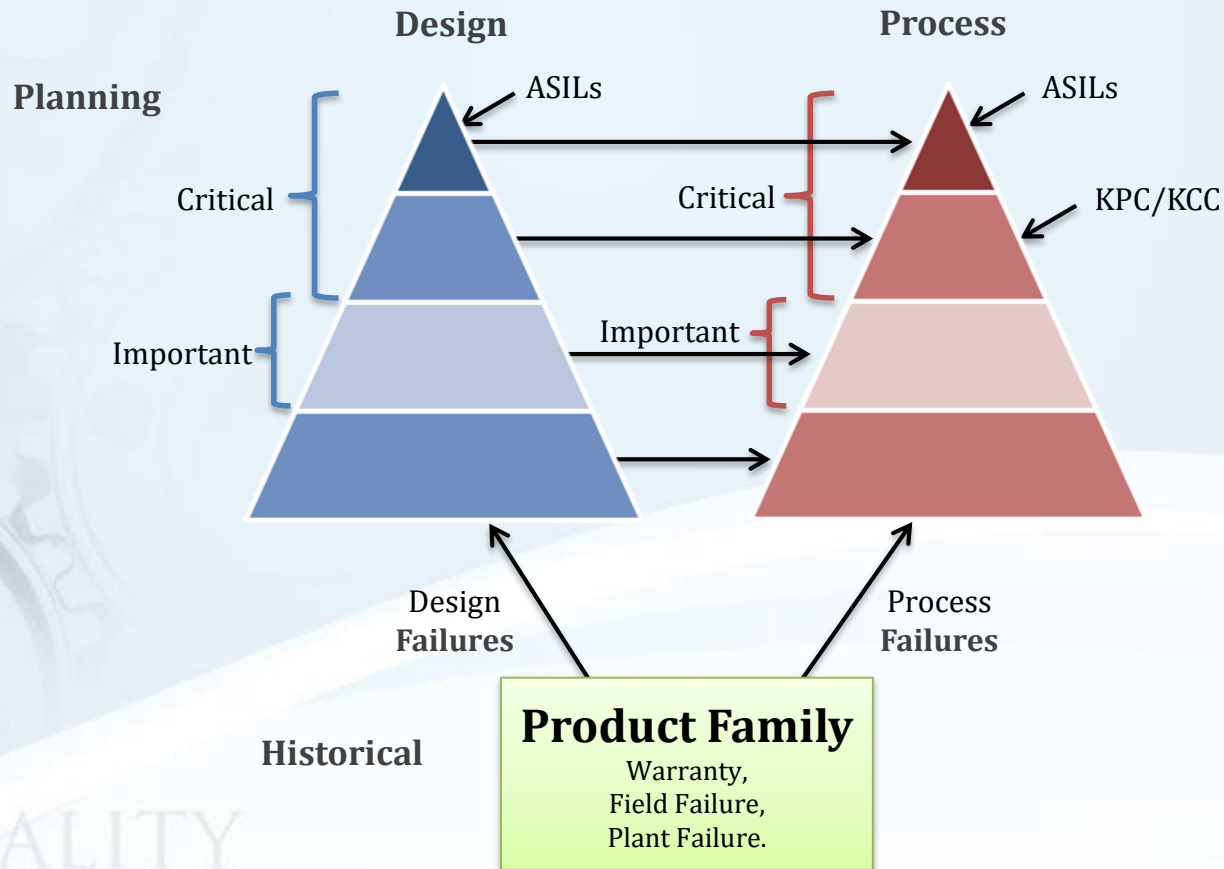 Design
Process
Planning
ASILs
ASILs
Critical
Critical
KPC/KCC
Important
Important
Design
Failures
Process
Failures
Historical
Product Family
Warranty,
Field Failure,
Plant Failure.
ALITY